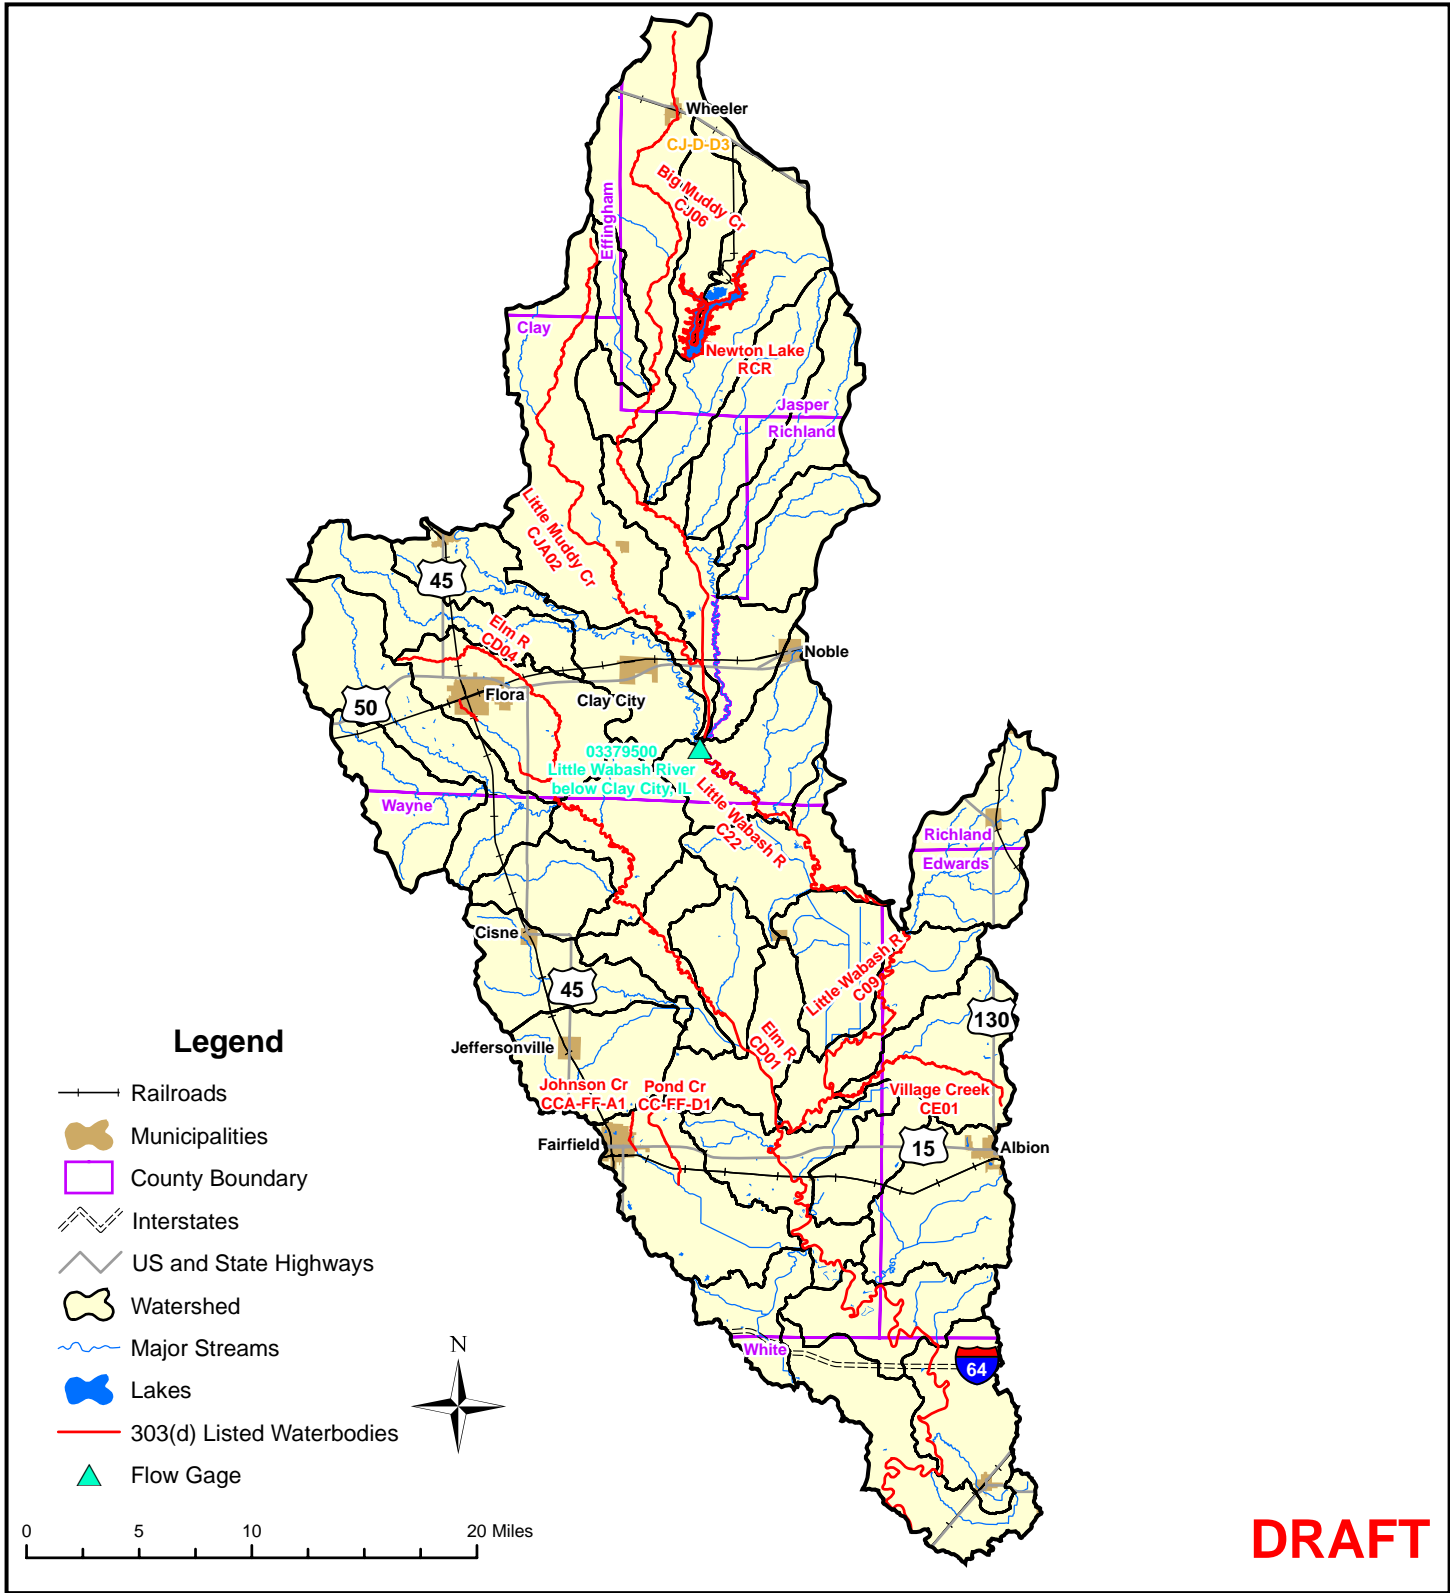 Wheeler
CJ-D-D3
Big Muddy Cr
CJ06
Effingham
Clay
Newton Lake
RCR
Jasper
Richland
Little Muddy Cr
CJA02
45
Elm R
CD04
Noble
Flora
50
Clay City
03379500
Little Wabash River
below Clay City, IL
Wayne
Little Wabash R
C22
Richland
Edwards
Cisne
Little Wabash R
C09
45
130
Elm R
CD01
Jeffersonville
Johnson Cr
CCA-FF-A1
Pond Cr
CC-FF-D1
Village Creek
CE01
Fairfield
15
Albion
White
64
Legend
Railroads
Municipalities
County Boundary
Interstates
US and State Highways
Watershed
Major Streams
Lakes
303(d) Listed Waterbodies
Flow Gage
N
0 5 10 20 Miles
DRAFT